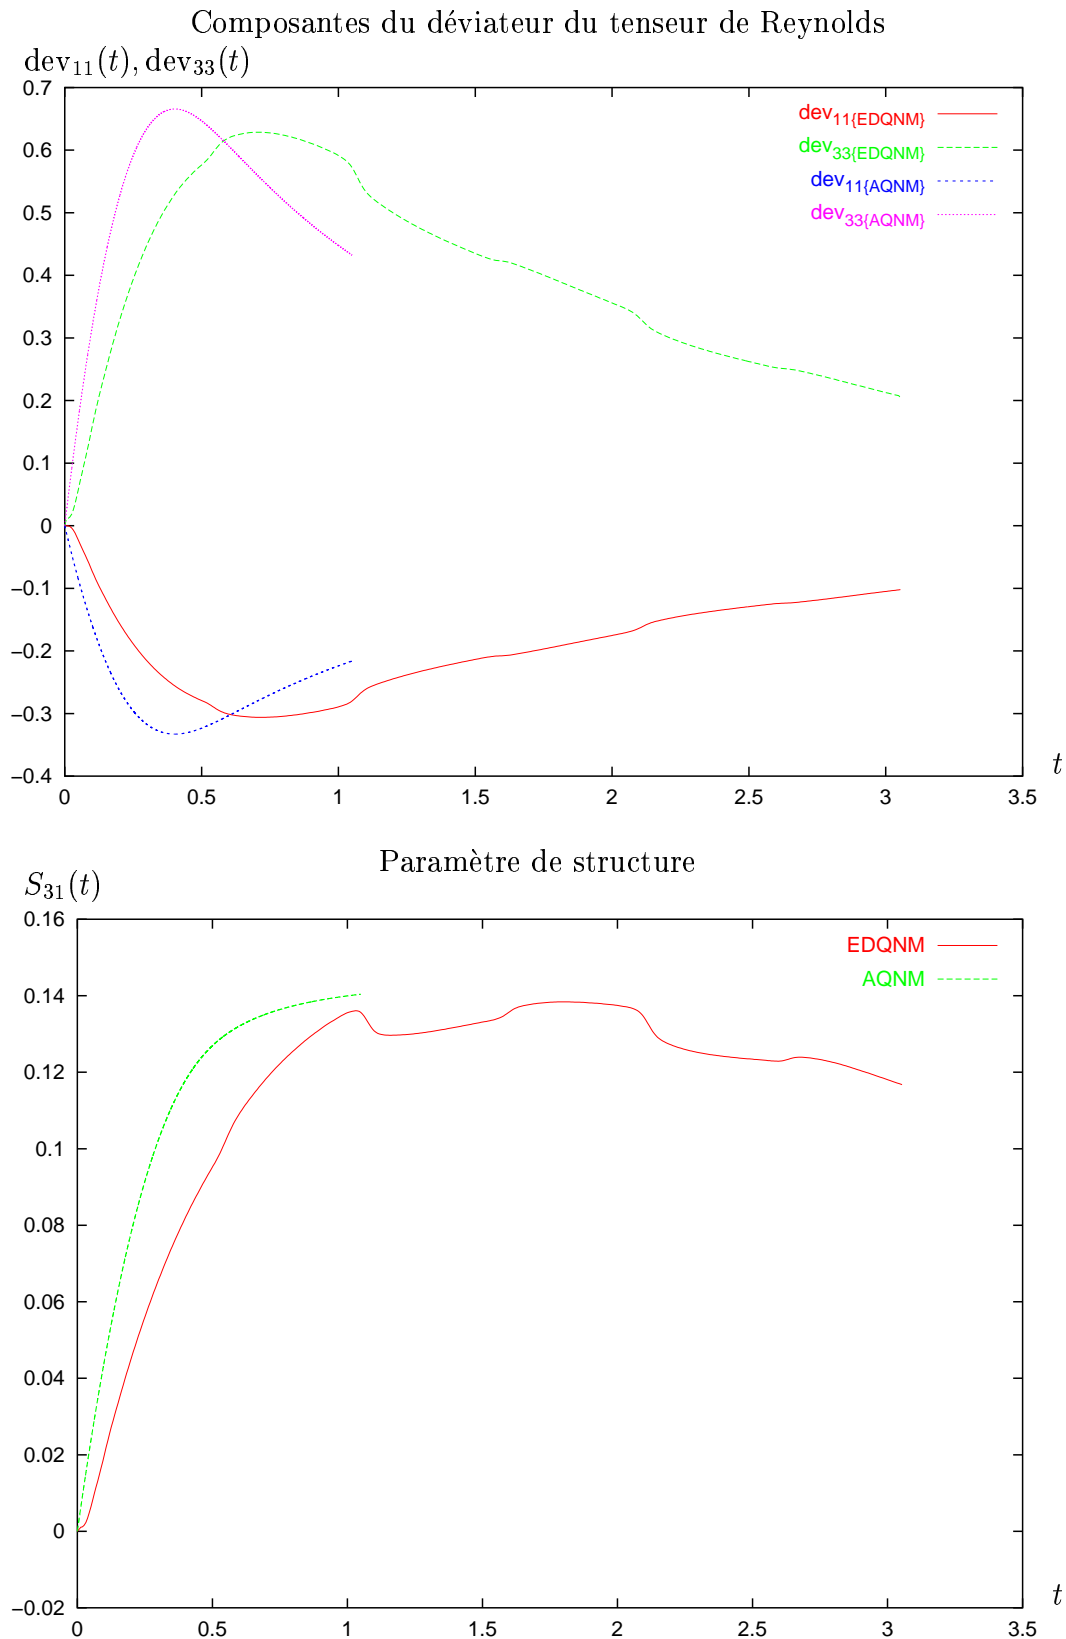 Composantes du déviateur du tenseur de Reynolds
dev₁₁(t), dev₃₃(t)
0.7
0.6
0.5
0.4
0.3
0.2
0.1
0
−0.1
−0.2
−0.3
−0.4
dev11{EDQNM}
dev33{EDQNM}
dev11{AQNM}
dev33{AQNM}
0 0.5 1 1.5 2 2.5 3 3.5
t
Paramètre de structure
S₃₁(t)
0.16
0.14
0.12
0.1
0.08
0.06
0.04
0.02
0
−0.02
EDQNM
AQNM
0 0.5 1 1.5 2 2.5 3 3.5
t